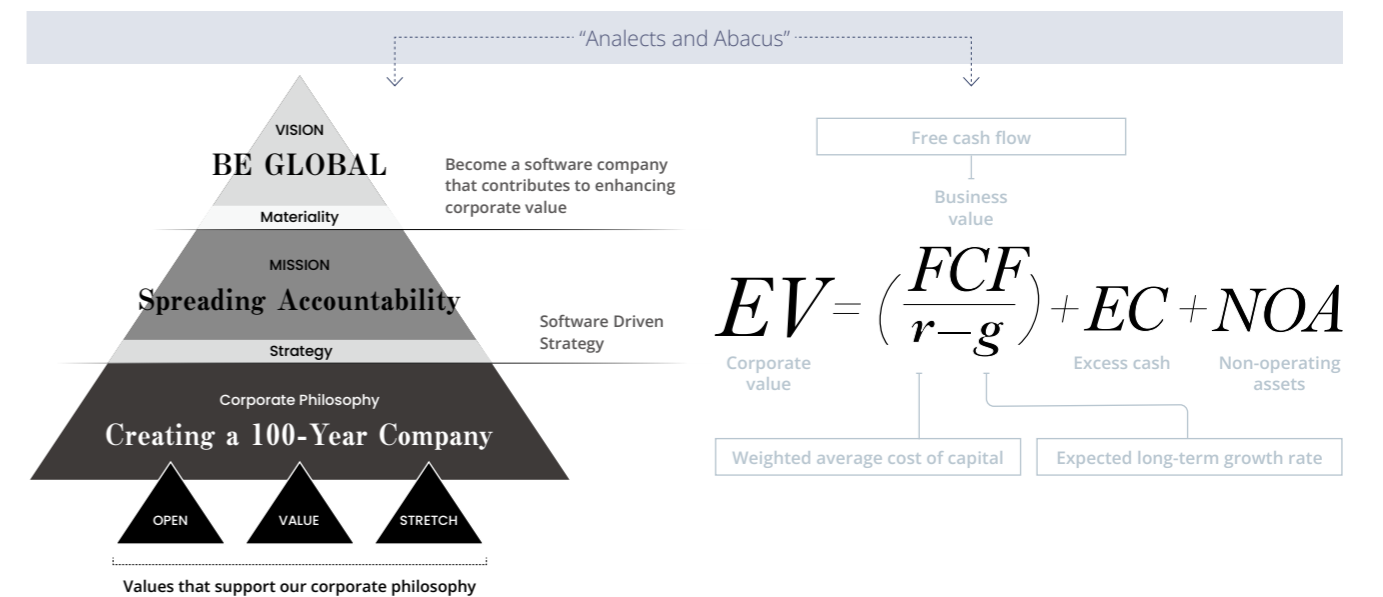 “Analects and Abacus”
VISION
BE GLOBAL
Materiality
Become a software company
that contributes to enhancing
corporate value
MISSION
Spreading Accountability
Strategy
Software Driven
Strategy
Corporate Philosophy
Creating a 100-Year Company
OPEN
VALUE
STRETCH
Values that support our corporate philosophy
Free cash flow
Business
value
EV = (FCF / r−g) + EC + NOA
Corporate
value
Excess cash
Non-operating
assets
Weighted average cost of capital
Expected long-term growth rate